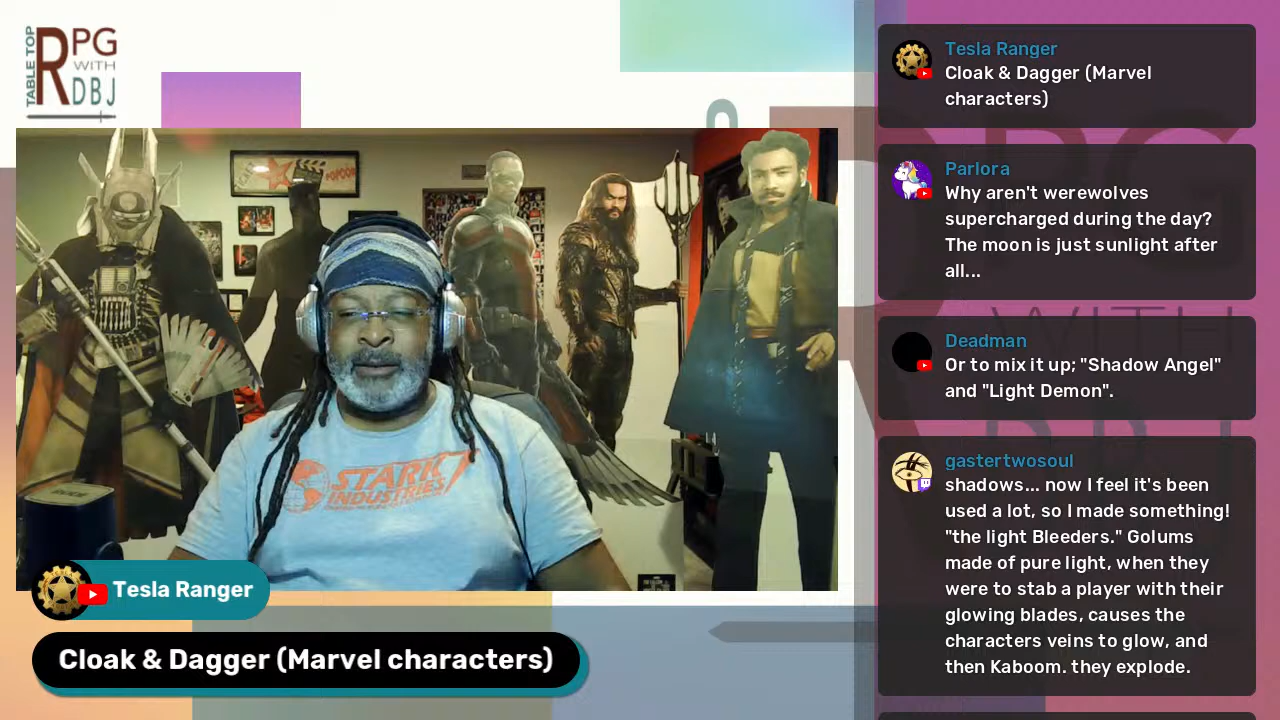 TABLE TOP
RPG
WITH
RDBJ
POPCORN
STARK
INDUSTRIES
Tesla Ranger
Cloak & Dagger (Marvel characters)
Tesla Ranger
Cloak & Dagger (Marvel
characters)
Parlora
Why aren't werewolves
supercharged during the day?
The moon is just sunlight after
all...
Deadman
Or to mix it up; "Shadow Angel"
and "Light Demon".
gastertwosoul
shadows... now I feel it's been
used a lot, so I made something!
"the light Bleeders." Golums
made of pure light, when they
were to stab a player with their
glowing blades, causes the
characters veins to glow, and
then Kaboom. they explode.